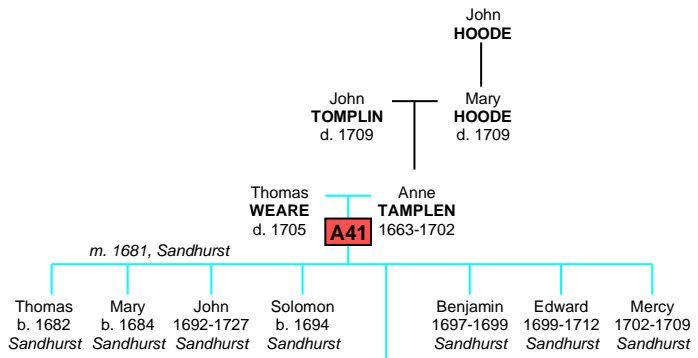 John
HOODE
John
TOMPLIN
d. 1709
Mary
HOODE
d. 1709
Thomas
WEARE
d. 1705
A41
Anne
TAMPLEN
1663-1702
m. 1681, Sandhurst
Thomas
b. 1682
Sandhurst
Mary
b. 1684
Sandhurst
John
1692-1727
Sandhurst
Solomon
b. 1694
Sandhurst
Benjamin
1697-1699
Sandhurst
Edward
1699-1712
Sandhurst
Mercy
1702-1709
Sandhurst